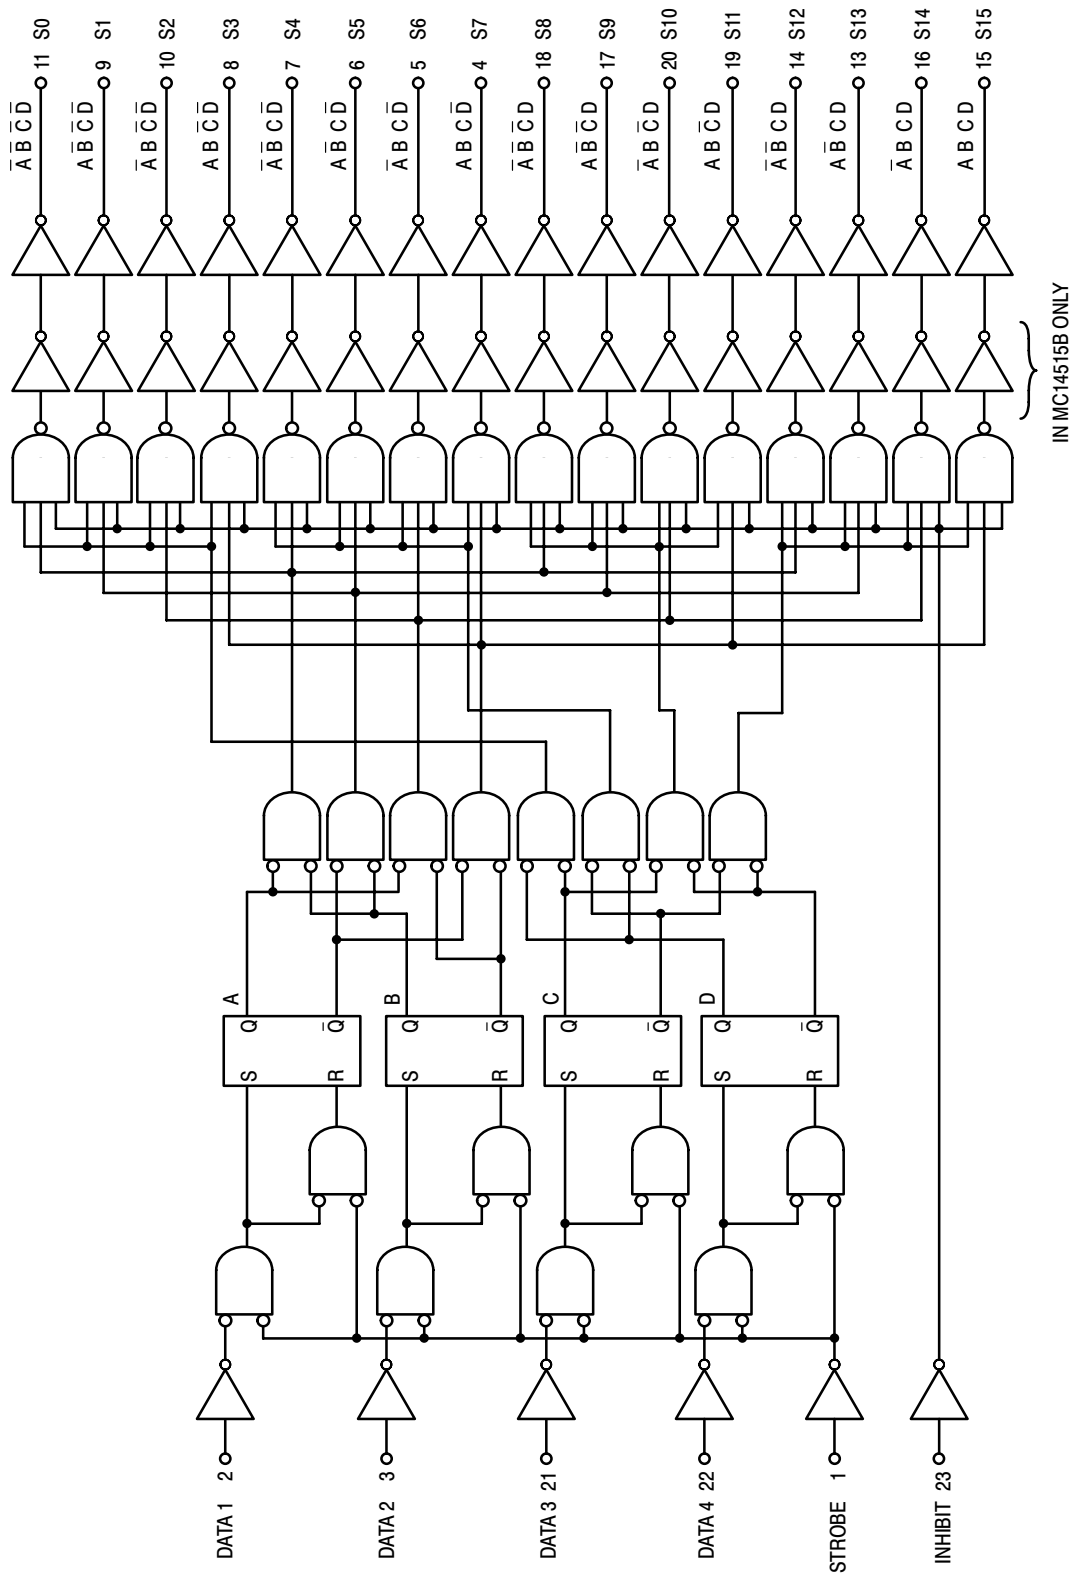 DATA 1 2
DATA 2 3
DATA 3 21
DATA 4 22
STROBE 1
INHIBIT 23
A
S Q
R Q̅
B
S Q
R Q̅
C
S Q
R Q̅
D
S Q
R Q̅
A̅ B̅ C̅ D̅ 11 S0
A B̅ C̅ D̅ 9 S1
A̅ B C̅ D̅ 10 S2
A B C̅ D̅ 8 S3
A̅ B̅ C D̅ 7 S4
A B̅ C D̅ 6 S5
A̅ B C D̅ 5 S6
A B C D̅ 4 S7
A̅ B̅ C̅ D 18 S8
A B̅ C̅ D 17 S9
A̅ B C̅ D 20 S10
A B C̅ D 19 S11
A̅ B̅ C D 14 S12
A B̅ C D 13 S13
A̅ B C D 16 S14
A B C D 15 S15
IN MC14515B ONLY